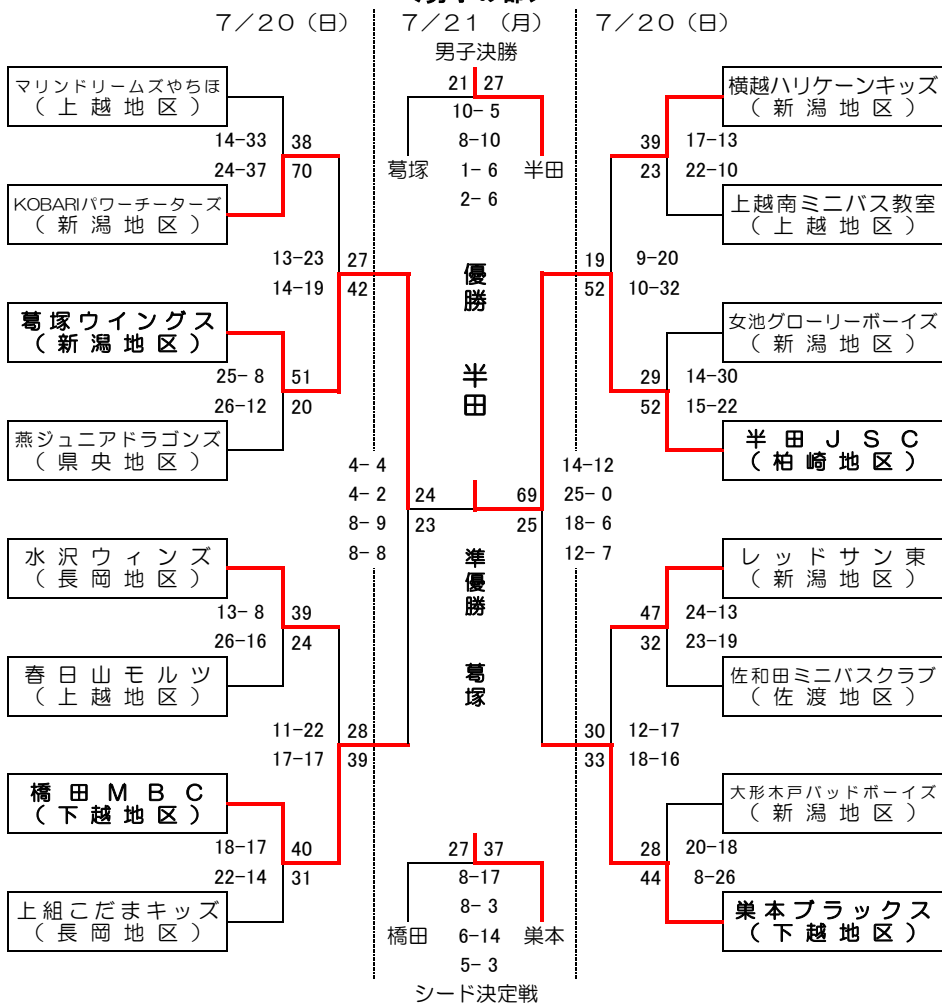 7/20(日)
7/21 (月)
7/20(日)
男子決勝
マリンドリームズやちほ
(上越地区)
14-33 38
24-37 70
KOBARIパワーチーターズ
(新潟地区)
13-23 27
14-19 42
葛塚ウイングス
(新潟地区)
25- 8 51
26-12 20
燕ジュニアドラゴンズ
(県央地区)
水沢ウィンズ
(長岡地区)
13- 8 39
26-16 24
春日山モルツ
(上越地区)
11-22 28
17-17 39
橋田MBC
(下越地区)
18-17 40
22-14 31
上組こだまキッズ
(長岡地区)
21 27
10- 5
8-10
葛塚 1- 6 半田
2- 6
優勝
半田
4- 4
4- 2 24
8- 9 23
8- 8
14-12
69 25- 0
25 18- 6
12- 7
準優勝
葛塚
27 37
8-17
8- 3
橋田 6-14 巣本
5- 3
シード決定戦
横越ハリケーンキッズ
(新潟地区)
39 17-13
23 22-10
上越南ミニバス教室
(上越地区)
19 9-20
52 10-32
女池グローリーボーイズ
(新潟地区)
29 14-30
52 15-22
半田JSC
(柏崎地区)
レッドサン東
(新潟地区)
47 24-13
32 23-19
佐和田ミニバスクラブ
(佐渡地区)
30 12-17
33 18-16
大形木戸バッドボーイズ
(新潟地区)
28 20-18
44 8-26
巣本ブラックス
(下越地区)